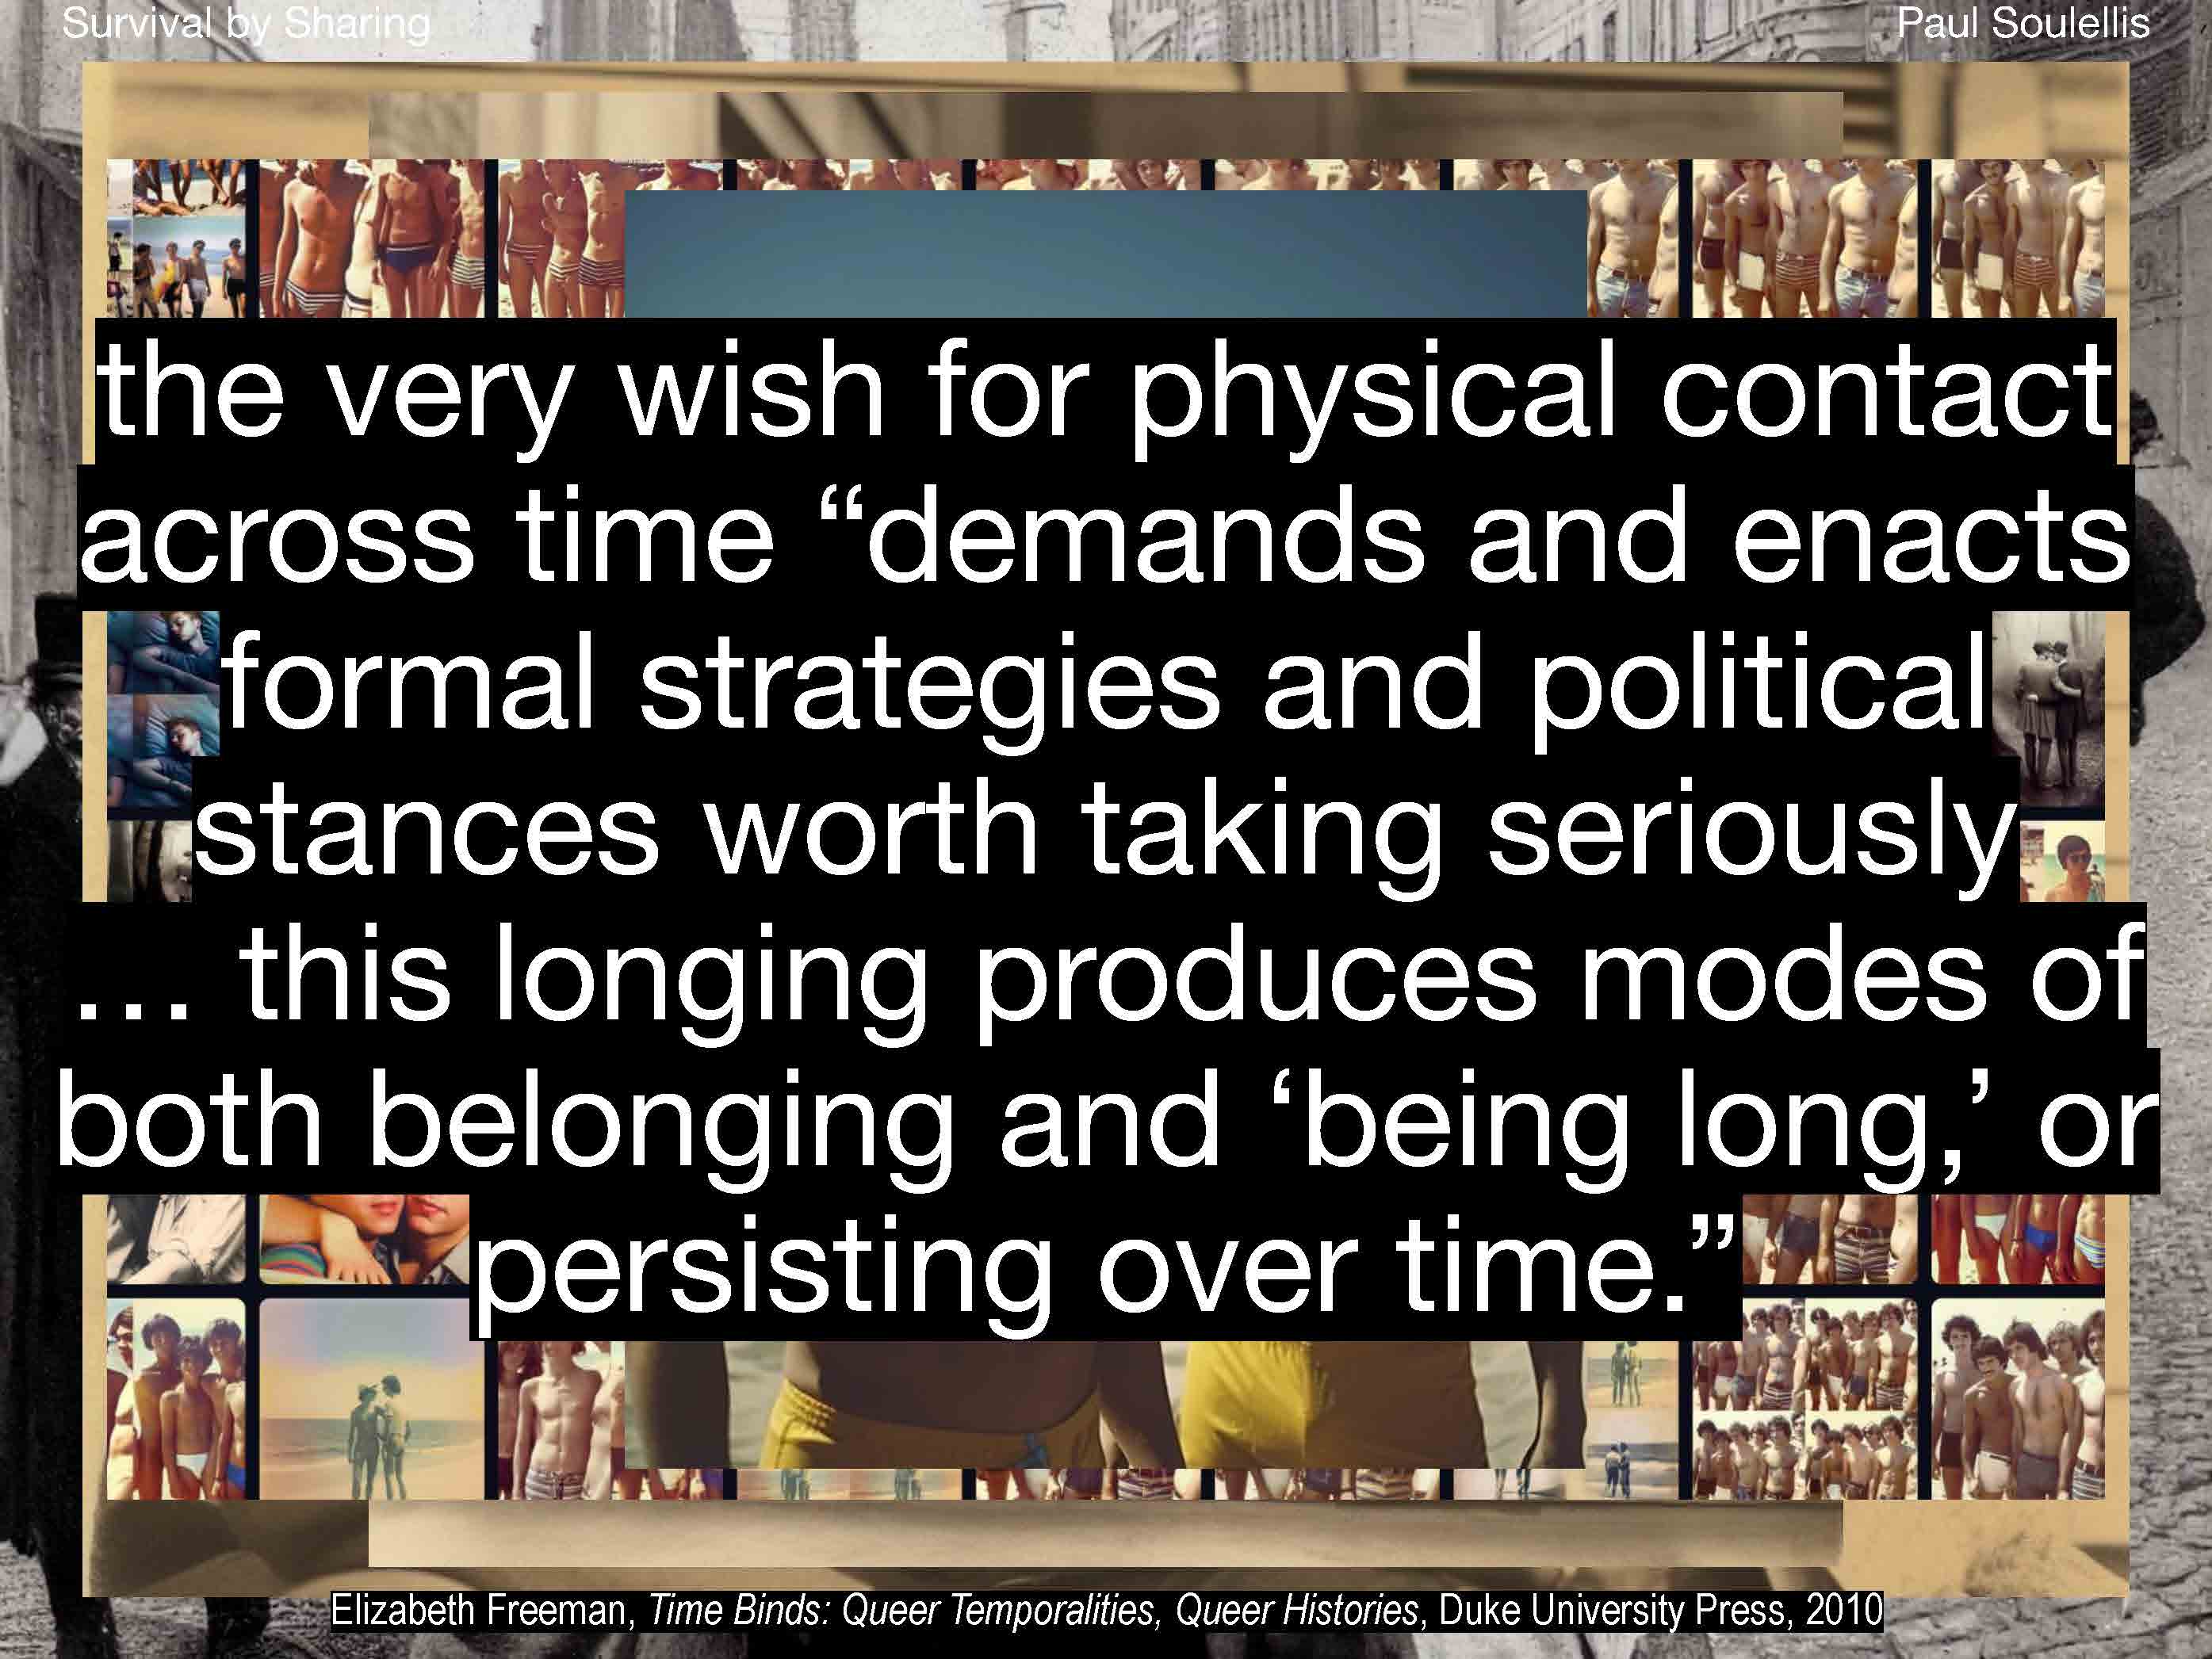 Survival by Sharing
Paul Soulellis
the very wish for physical contact
across time “demands and enacts
formal strategies and political
stances worth taking seriously
… this longing produces modes of
both belonging and ‘being long,’ or
persisting over time.”
Elizabeth Freeman, Time Binds: Queer Temporalities, Queer Histories, Duke University Press, 2010